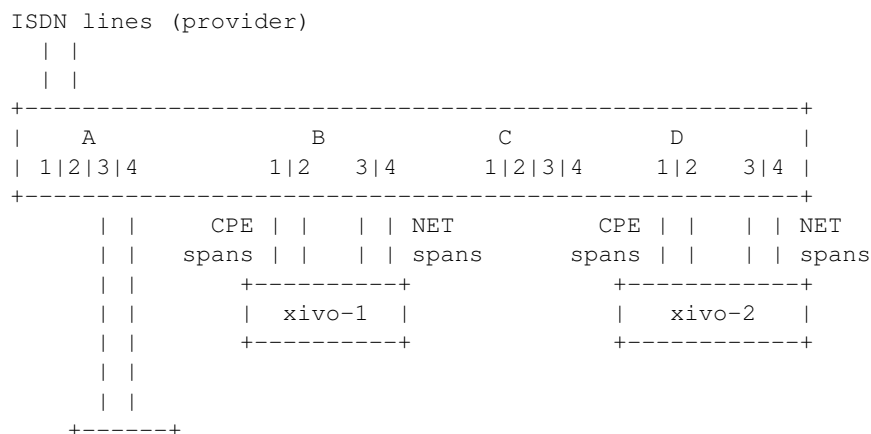 ISDN lines (provider)
A B C D
1|2|3|4 1|2 3|4 1|2|3|4 1|2 3|4
CPE | | | | NET CPE | | | | NET
spans | | | | spans spans | | | | spans
xivo-1 xivo-2